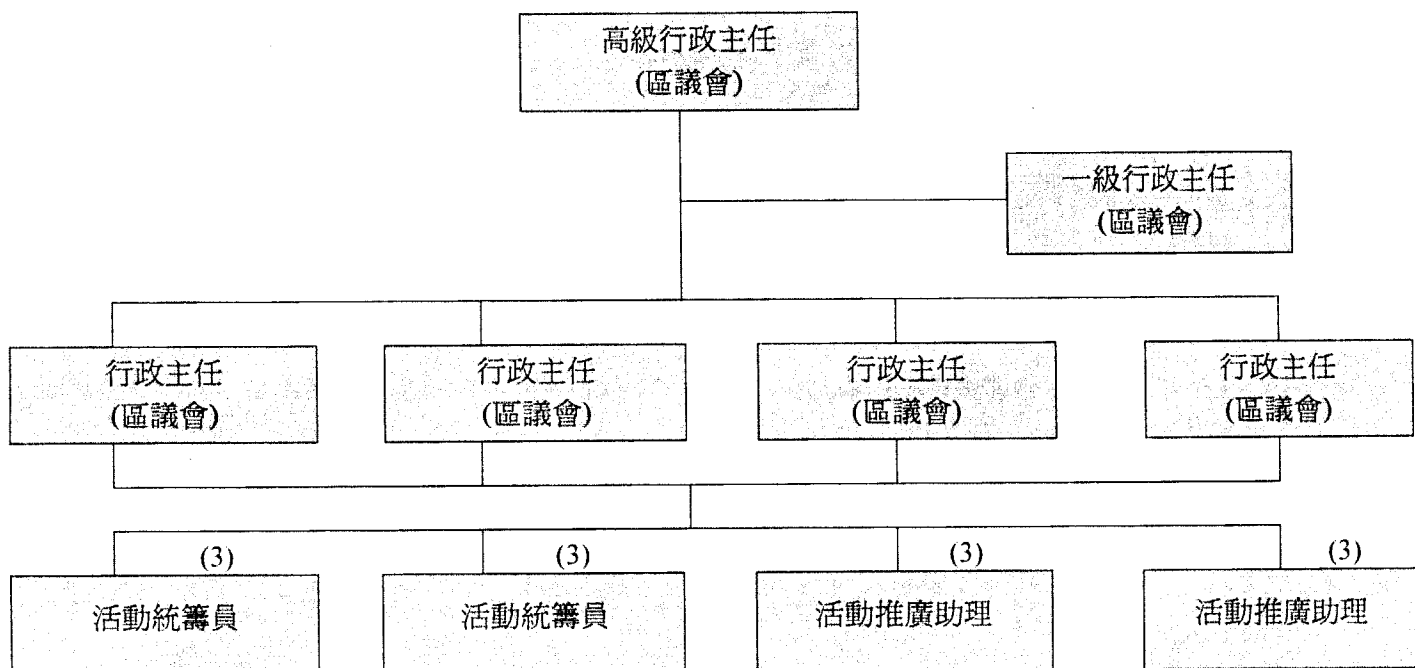 高級行政主任
(區議會)
一級行政主任
(區議會)
行政主任
(區議會)
行政主任
(區議會)
行政主任
(區議會)
行政主任
(區議會)
(3)
(3)
(3)
(3)
活動統籌員
活動統籌員
活動推廣助理
活動推廣助理